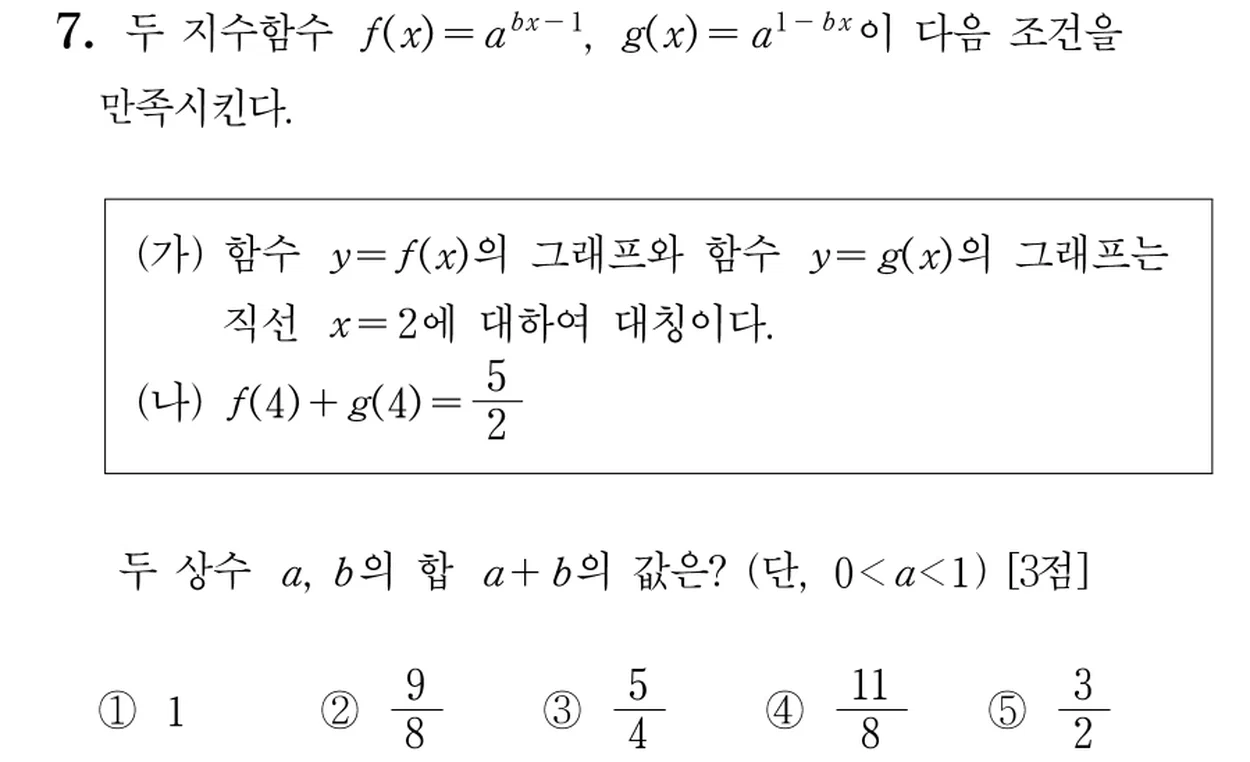 7. 두 지수함수 f(x)=a^{bx-1}, g(x)=a^{1-bx}이 다음 조건을
만족시킨다.
(가) 함수 y=f(x)의 그래프와 함수 y=g(x)의 그래프는
직선 x=2에 대하여 대칭이다.
(나) f(4)+g(4)=5/2
두 상수 a, b의 합 a+b의 값은? (단, 0<a<1) [3점]
① 1 ② 9/8 ③ 5/4 ④ 11/8 ⑤ 3/2